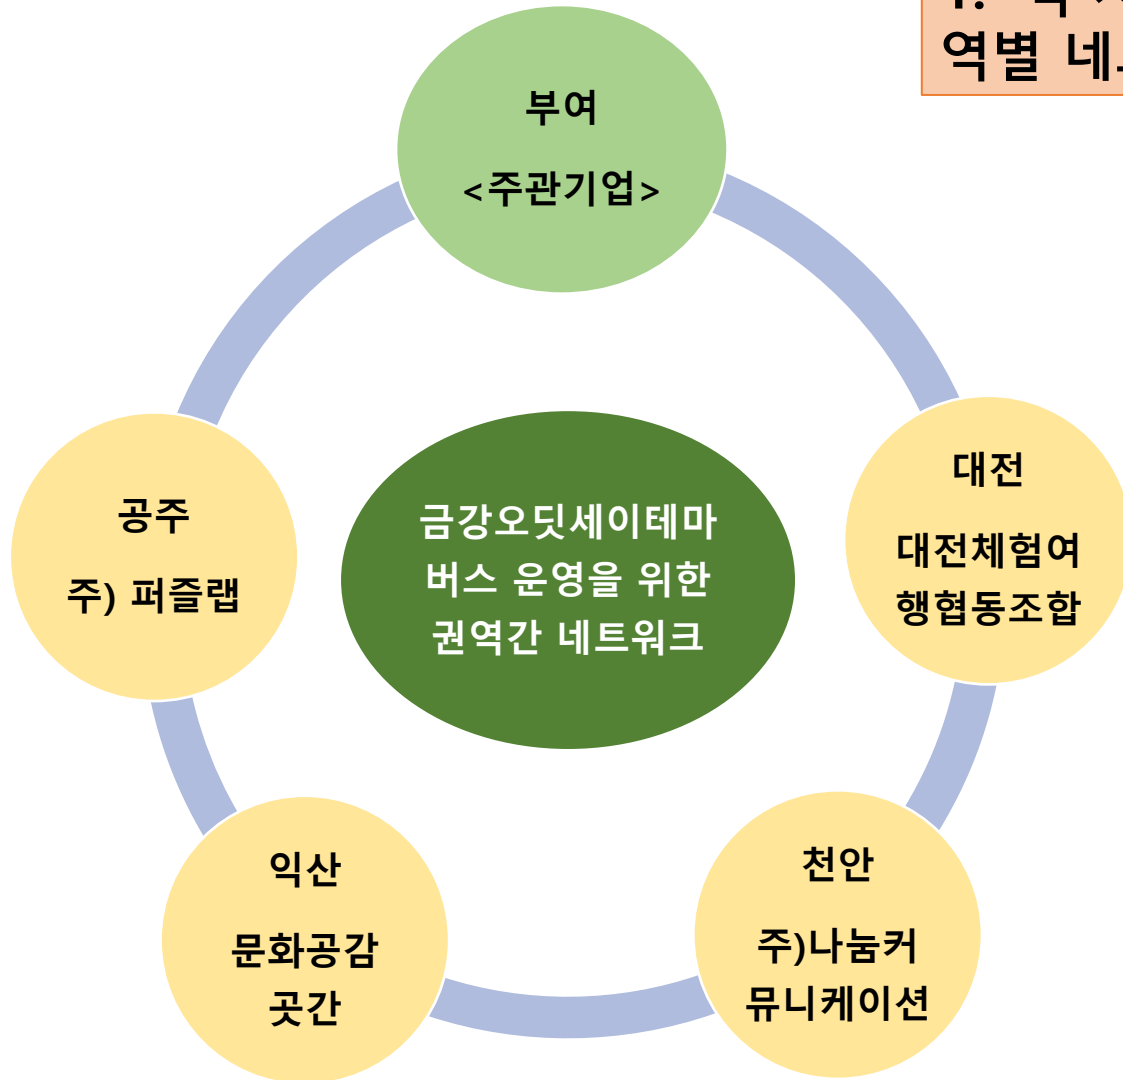 역별 네
부여
<주관기업>
대전
대전체험여
행협동조합
천안
주)나눔커
뮤니케이션
익산
문화공감
곳간
공주
주) 퍼즐랩
금강오딧세이테마
버스 운영을 위한
권역간 네트워크